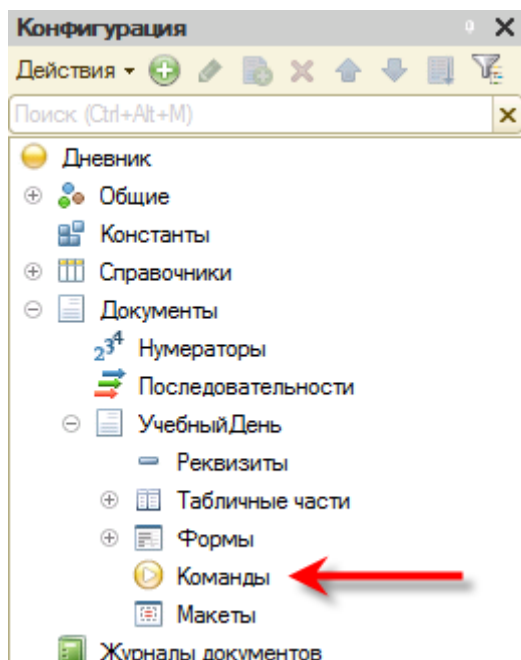 Конфигурация
Действия
Поиск (Ctrl+Alt+M)
Дневник
Общие
Константы
Справочники
Документы
Нумераторы
Последовательности
УчебныйДень
Реквизиты
Табличные части
Формы
Команды
Макеты
Журналы документов